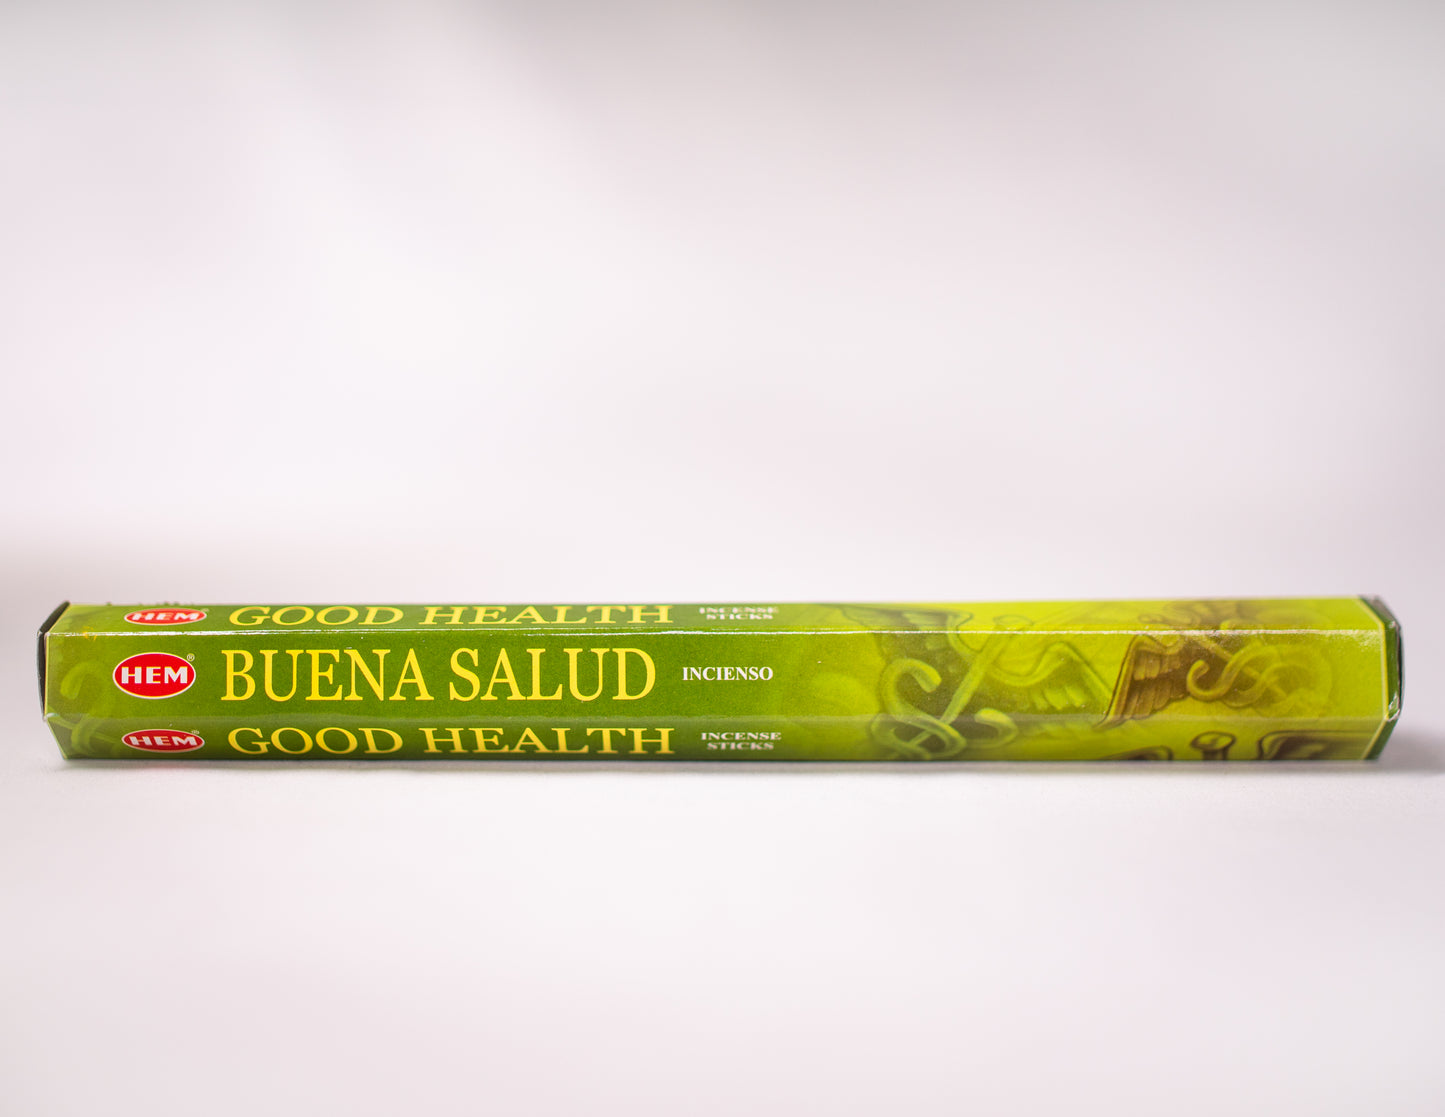 HEM® GOOD HEALTH INCENSE STICKS
HEM® BUENA SALUD INCIENSO
HEM® GOOD HEALTH INCENSE STICKS